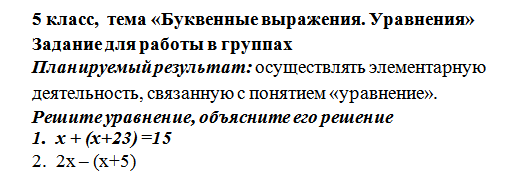 5 класс, тема «Буквенные выражения. Уравнения»
Задание для работы в группах
Планируемый результат: осуществлять элементарную
деятельность, связанную с понятием «уравнение».
Решите уравнение, объясните его решение
1. х + (х+23) =15
2. 2х – (х+5)